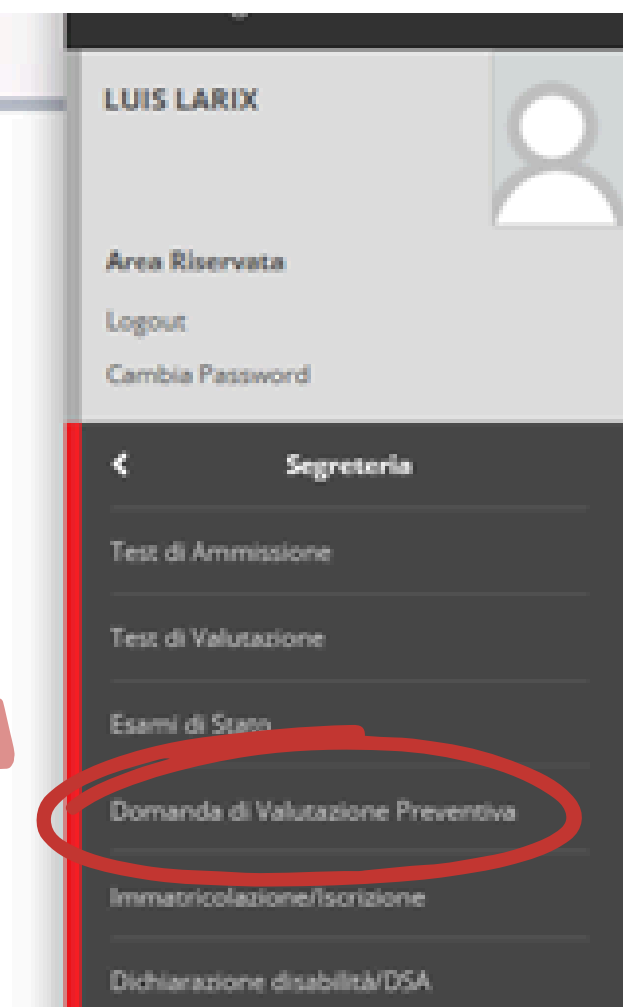 LUIS LARIX
Area Riservata
Logout
Cambia Password
Segreteria
Test di Ammissione
Test di Valutazione
Esami di Stato
Domanda di Valutazione Preventiva
Immatricolazione/Iscrizione
Dichiarazione disabilità/DSA